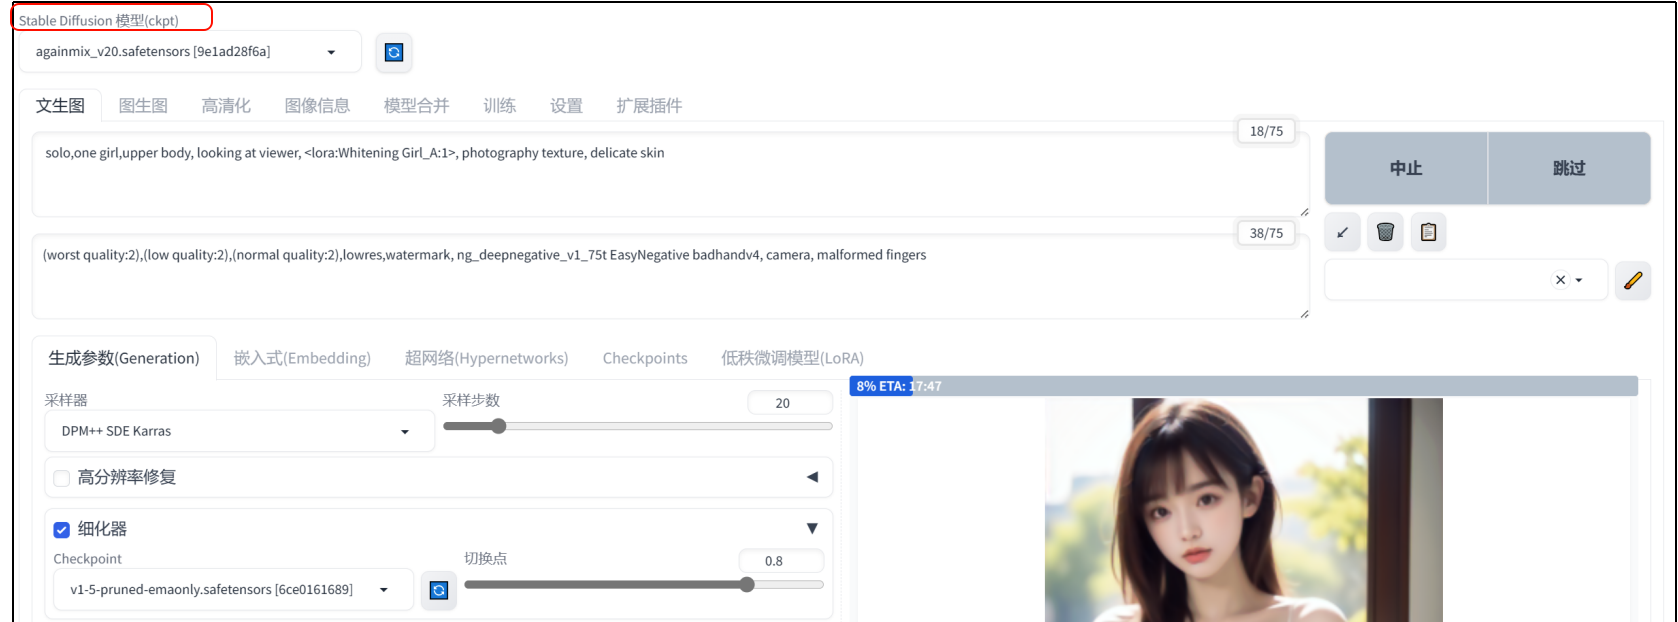 Stable Diffusion 模型(ckpt)
againmix_v20.safetensors [9e1ad28f6a]
文生图 图生图 高清化 图像信息 模型合并 训练 设置 扩展插件
18/75
solo,one girl,upper body, looking at viewer, <lora:Whitening Girl_A:1>, photography texture, delicate skin
中止 跳过
38/75
(worst quality:2),(low quality:2),(normal quality:2),lowres,watermark, ng_deepnegative_v1_75t EasyNegative badhandv4, camera, malformed fingers
生成参数(Generation) 嵌入式(Embedding) 超网络(Hypernetworks) Checkpoints 低秩微调模型(LoRA)
8% ETA: 17:47
采样器 采样步数 20
DPM++ SDE Karras
高分辨率修复
细化器
Checkpoint 切换点 0.8
v1-5-pruned-emaonly.safetensors [6ce0161689]